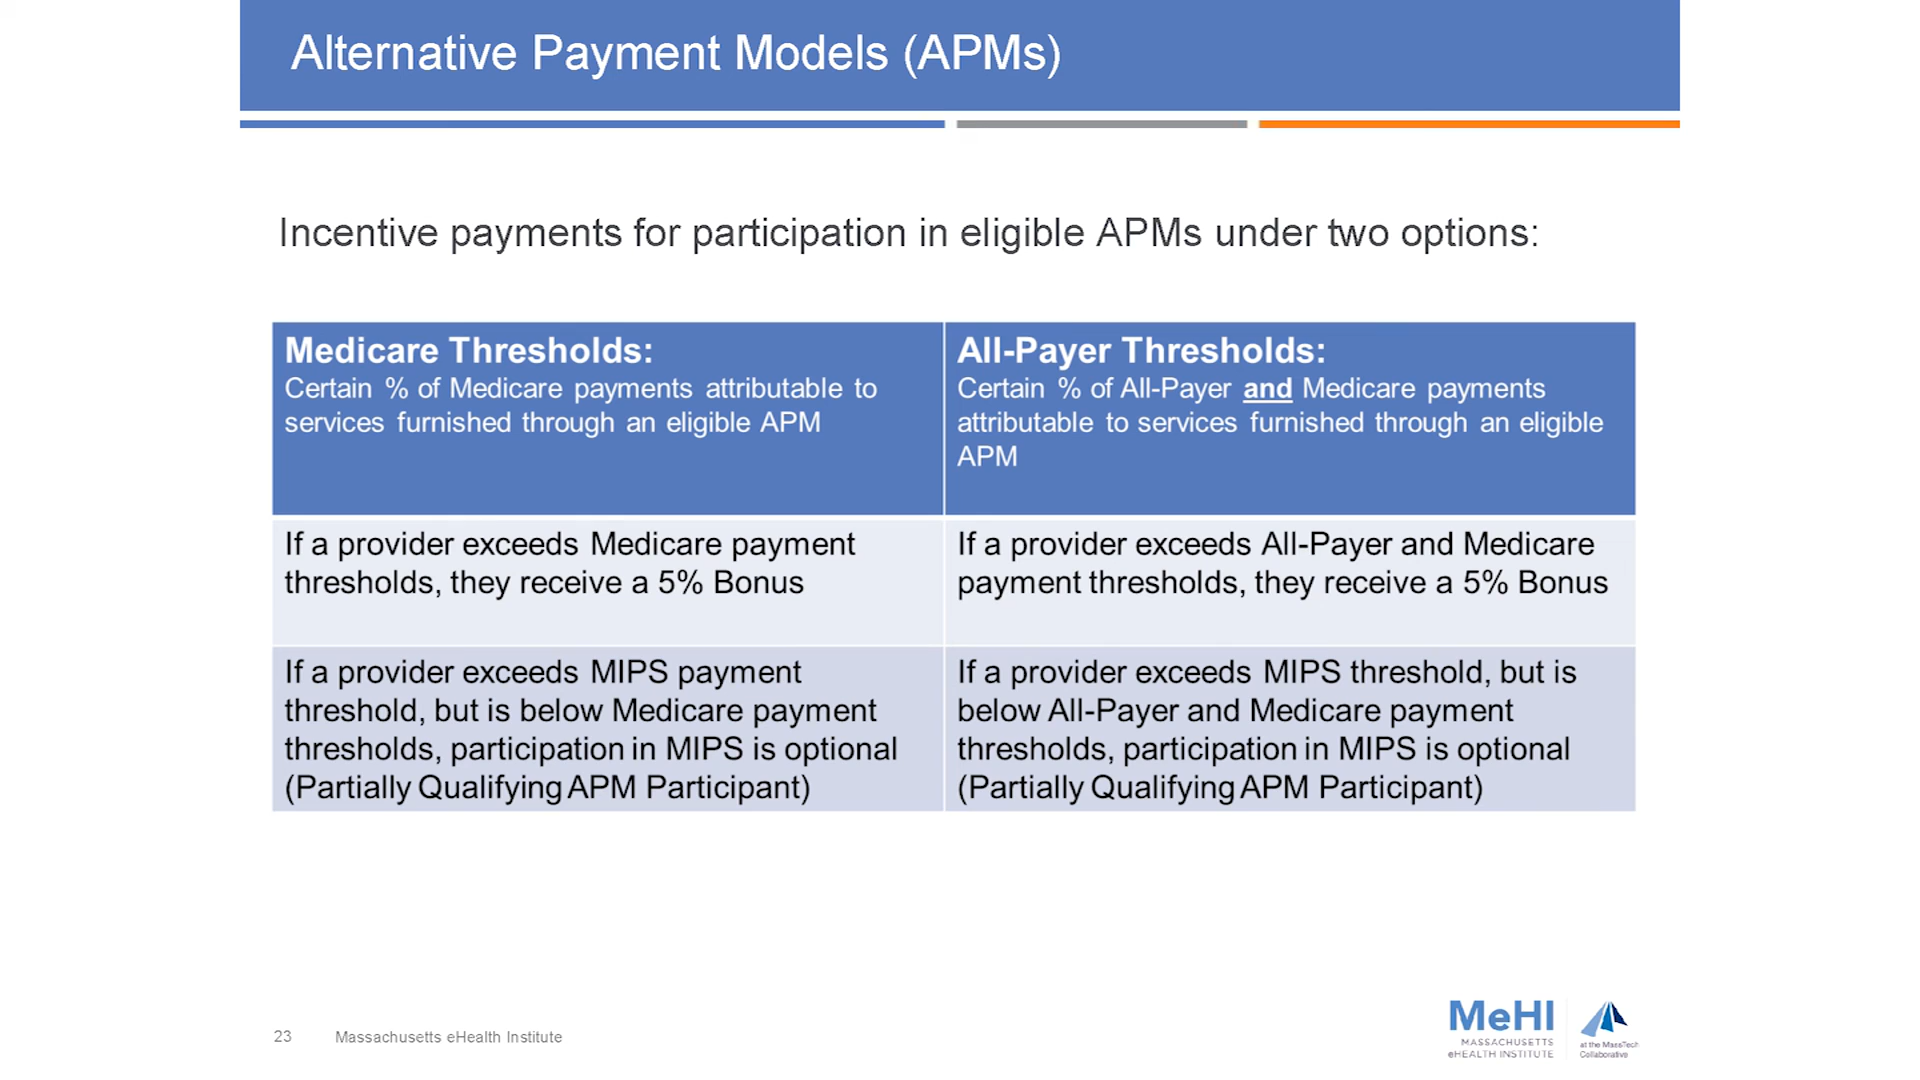 Alternative Payment Models (APMs)
Incentive payments for participation in eligible APMs under two options:
Medicare Thresholds:
Certain % of Medicare payments attributable to
services furnished through an eligible APM
All-Payer Thresholds:
Certain % of All-Payer and Medicare payments
attributable to services furnished through an eligible
APM
If a provider exceeds Medicare payment
thresholds, they receive a 5% Bonus
If a provider exceeds All-Payer and Medicare
payment thresholds, they receive a 5% Bonus
If a provider exceeds MIPS payment
threshold, but is below Medicare payment
thresholds, participation in MIPS is optional
(Partially Qualifying APM Participant)
If a provider exceeds MIPS threshold, but is
below All-Payer and Medicare payment
thresholds, participation in MIPS is optional
(Partially Qualifying APM Participant)
23
Massachusetts eHealth Institute
MeHI
MASSACHUSETTS
eHEALTH INSTITUTE
at the MassTech
Collaborative